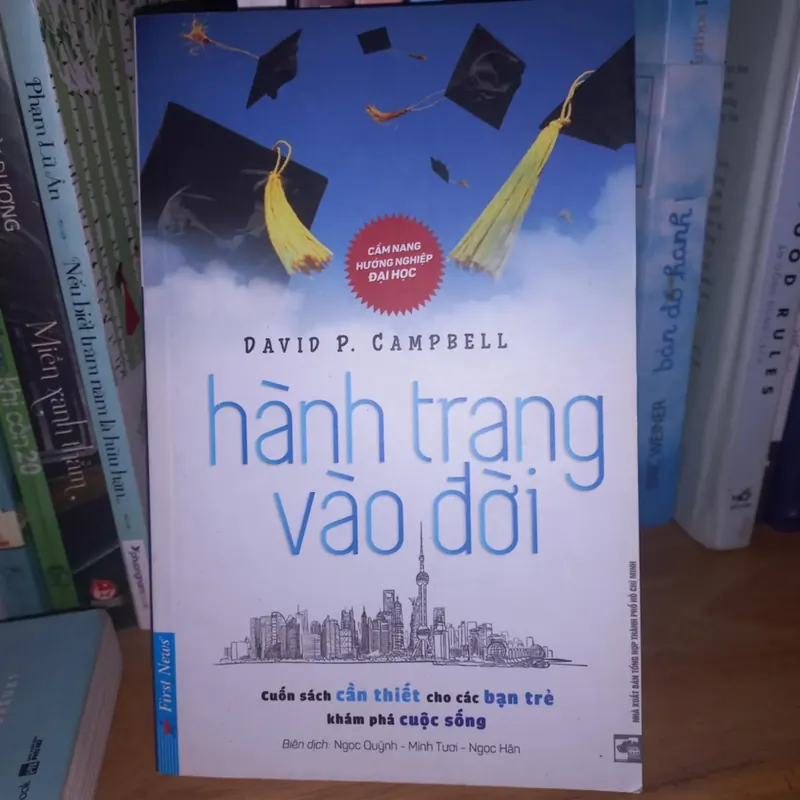 CẨM NANG
HƯỚNG NGHIỆP
ĐẠI HỌC
DAVID P. CAMPBELL
hành trang
vào đời
Cuốn sách cần thiết cho các bạn trẻ
khám phá cuộc sống
Biên dịch: Ngọc Quỳnh - Minh Tươi - Ngọc Hân
First News
NHÀ XUẤT BẢN TỔNG HỢP THÀNH PHỐ HỒ CHÍ MINH
Phạm Lữ Ân
Nếu biết trăm năm là hữu hạn...
Miền xanh thẳm
khi còn 20
WEINER
bản đồ hạnh
OOD RULES